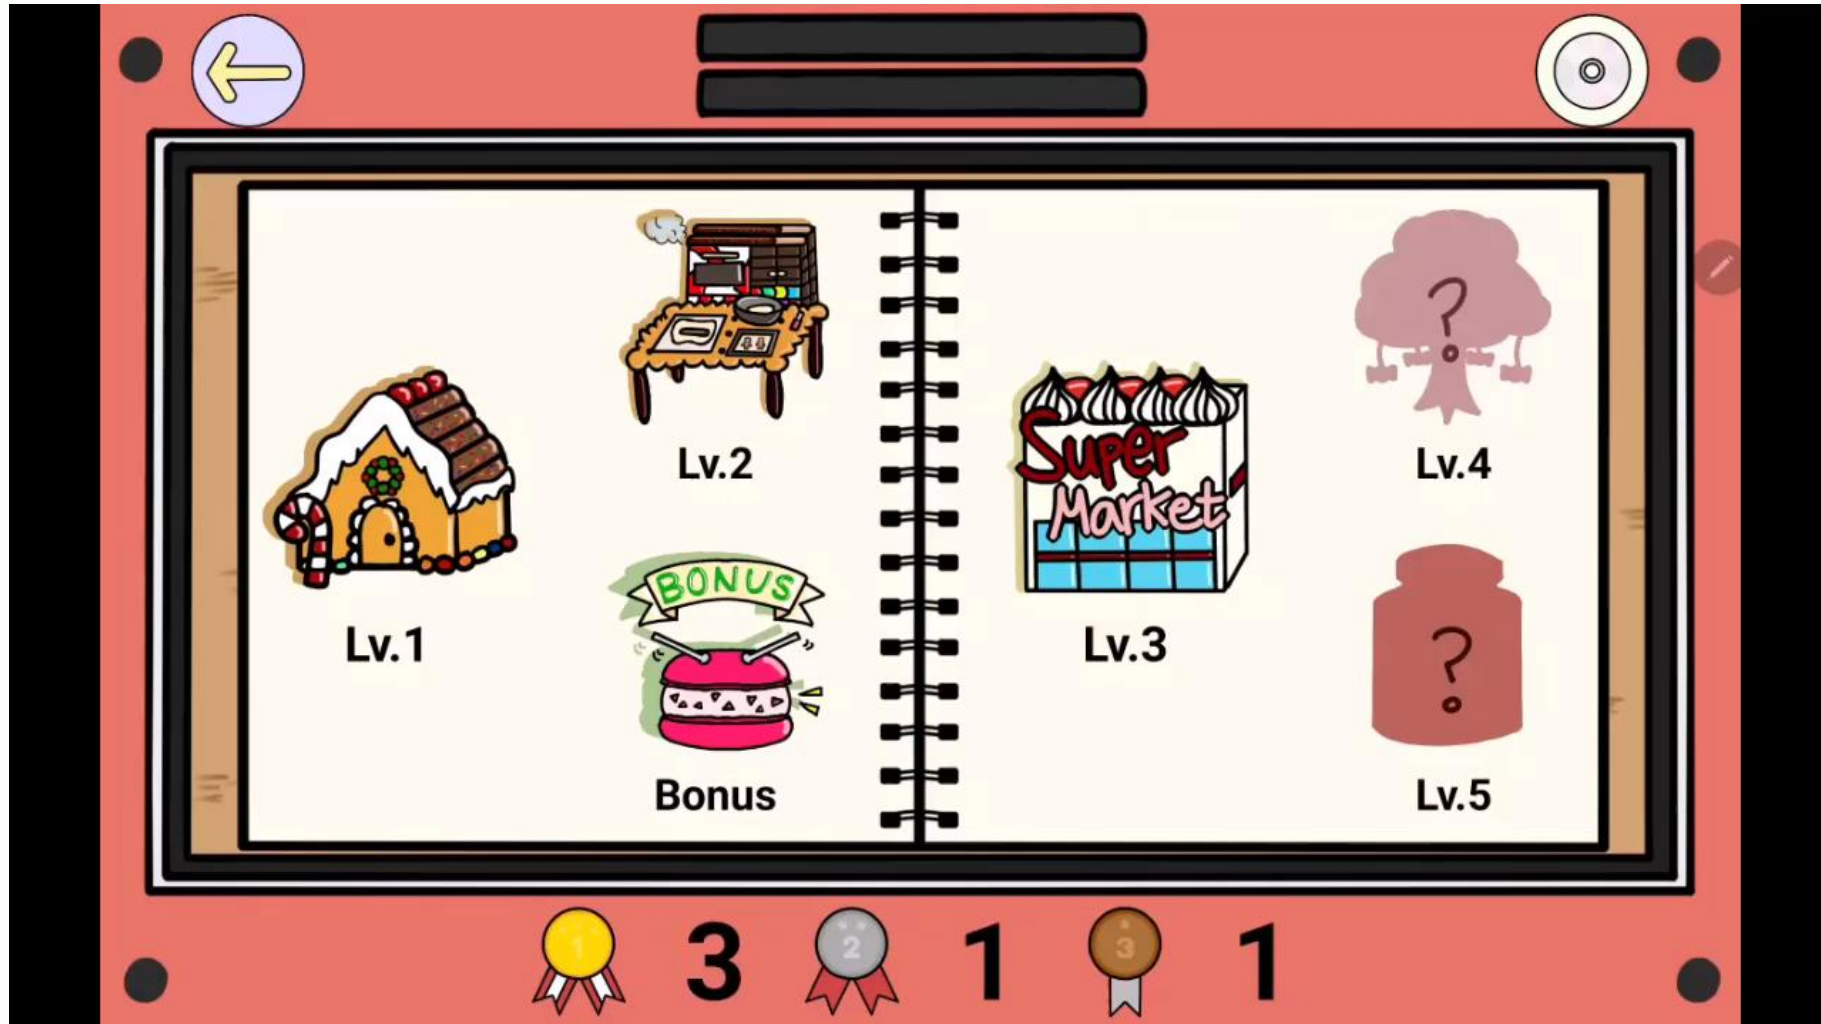 Lv.1
Lv.2
BONUS
Bonus
Super
Market
Lv.3
?
Lv.4
?
Lv.5
1 3 2 1 3 1